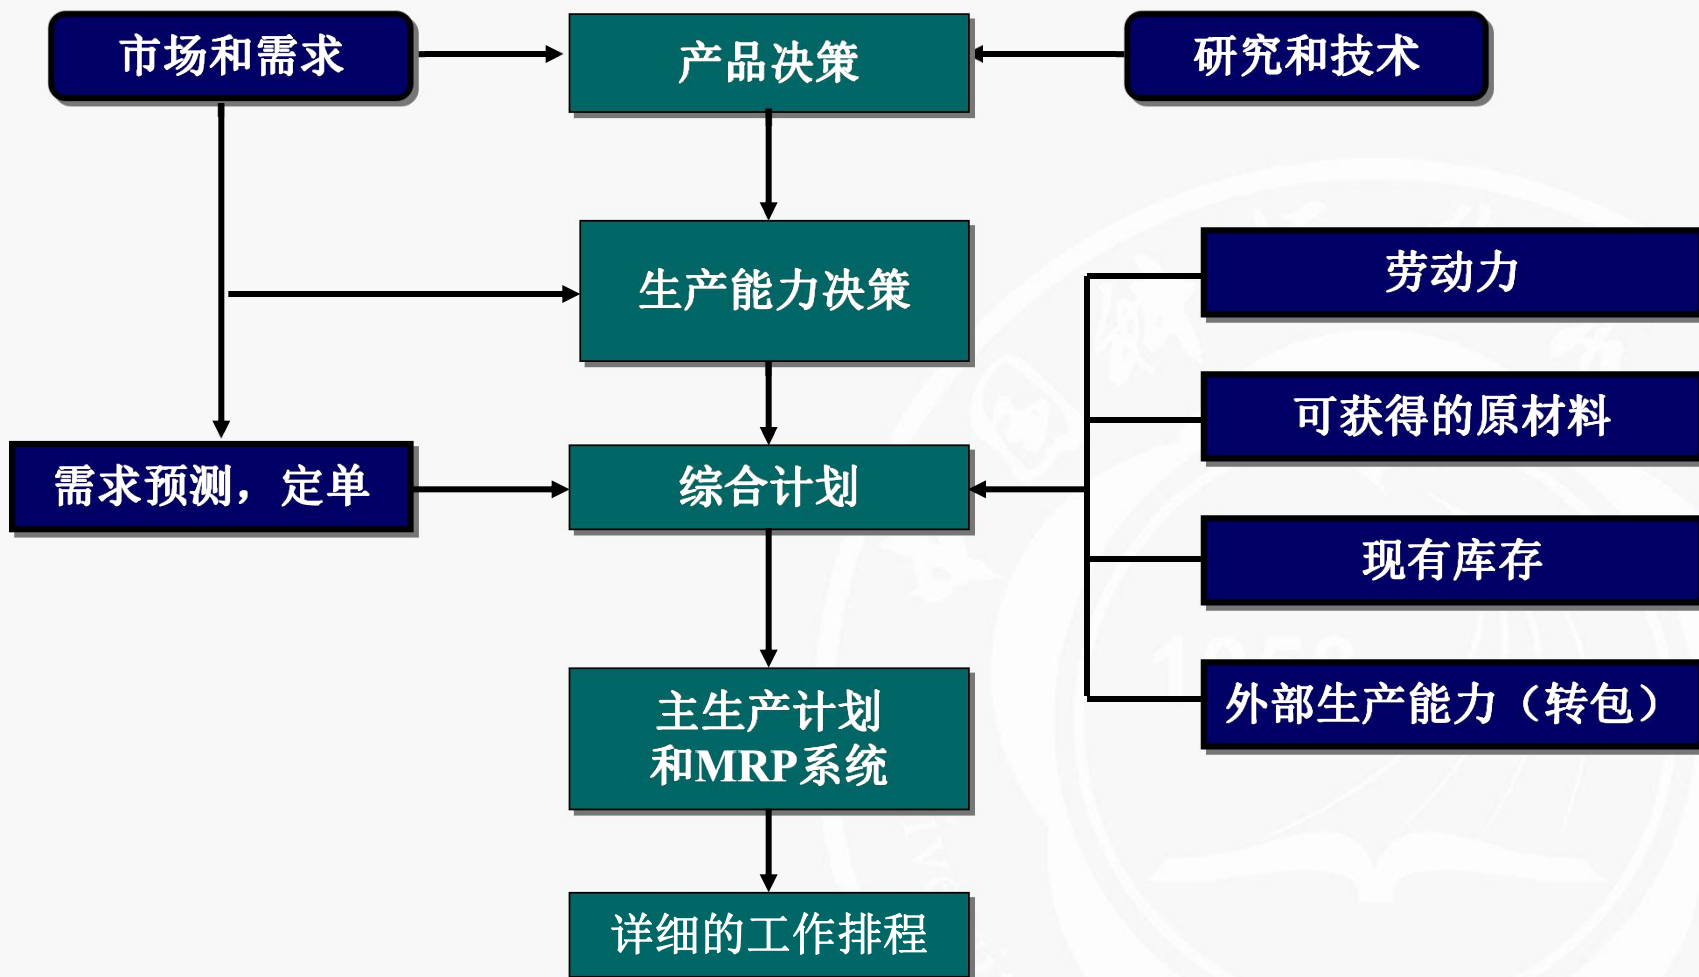 市场和需求
产品决策
研究和技术
生产能力决策
劳动力
可获得的原材料
需求预测，定单
综合计划
现有库存
主生产计划
和MRP系统
外部生产能力（转包）
详细的工作排程